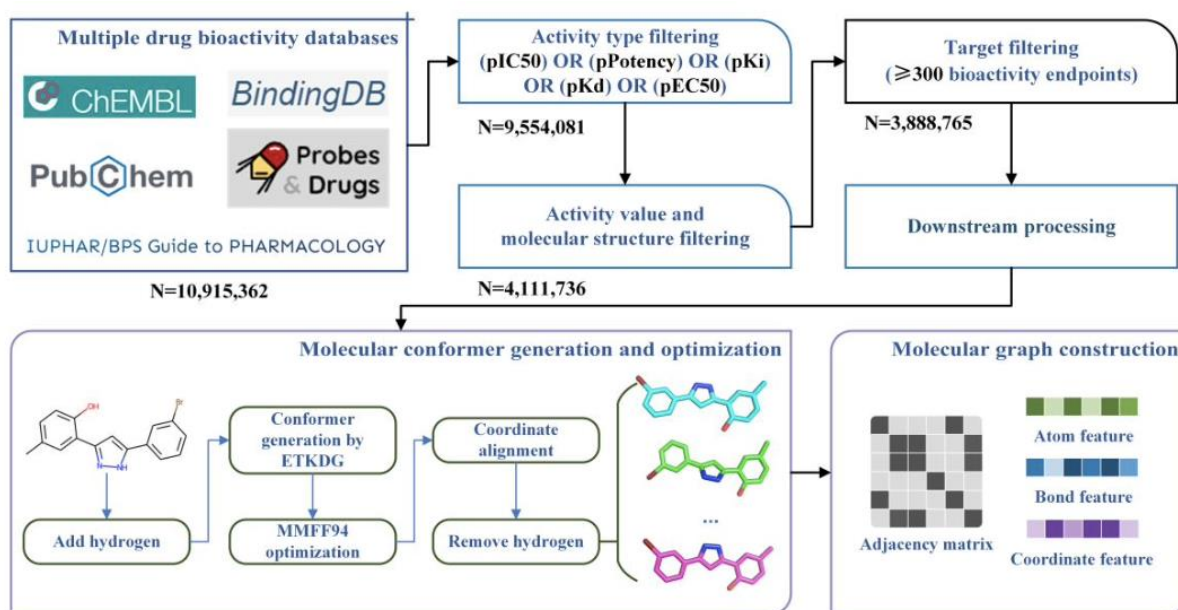 Multiple drug bioactivity databases
ChEMBL
BindingDB
PubChem
Probes
& Drugs
IUPHAR/BPS Guide to PHARMACOLOGY
N=10,915,362
Activity type filtering
(pIC50) OR (pPotency) OR (pKi)
OR (pKd) OR (pEC50)
N=9,554,081
Activity value and
molecular structure filtering
N=4,111,736
Target filtering
(≥300 bioactivity endpoints)
N=3,888,765
Downstream processing
Molecular conformer generation and optimization
OH
Br
N
NH
Add hydrogen
Conformer
generation by
ETKDG
MMFF94
optimization
Coordinate
alignment
Remove hydrogen
...
Molecular graph construction
Adjacency matrix
Atom feature
Bond feature
Coordinate feature